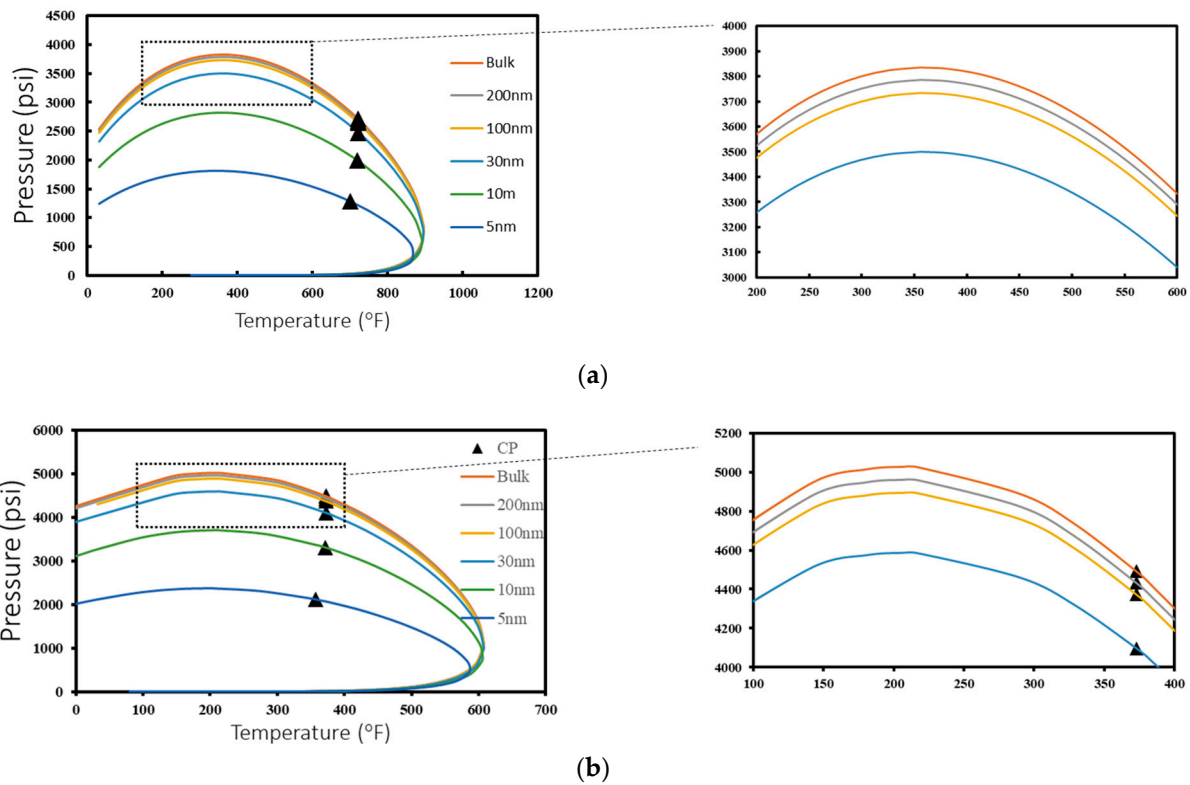 4500
4000
3500
3000
2500
2000
1500
1000
500
0
Pressure (psi)
0 200 400 600 800 1000 1200
Temperature (°F)
Bulk
200nm
100nm
30nm
10m
5nm
4000
3900
3800
3700
3600
3500
3400
3300
3200
3100
3000
200 250 300 350 400 450 500 550 600
(a)
6000
5000
4000
3000
2000
1000
0
Pressure (psi)
0 100 200 300 400 500 600 700
Temperature (°F)
CP
Bulk
200nm
100nm
30nm
10nm
5nm
5200
5000
4800
4600
4400
4200
4000
100 150 200 250 300 350 400
(b)